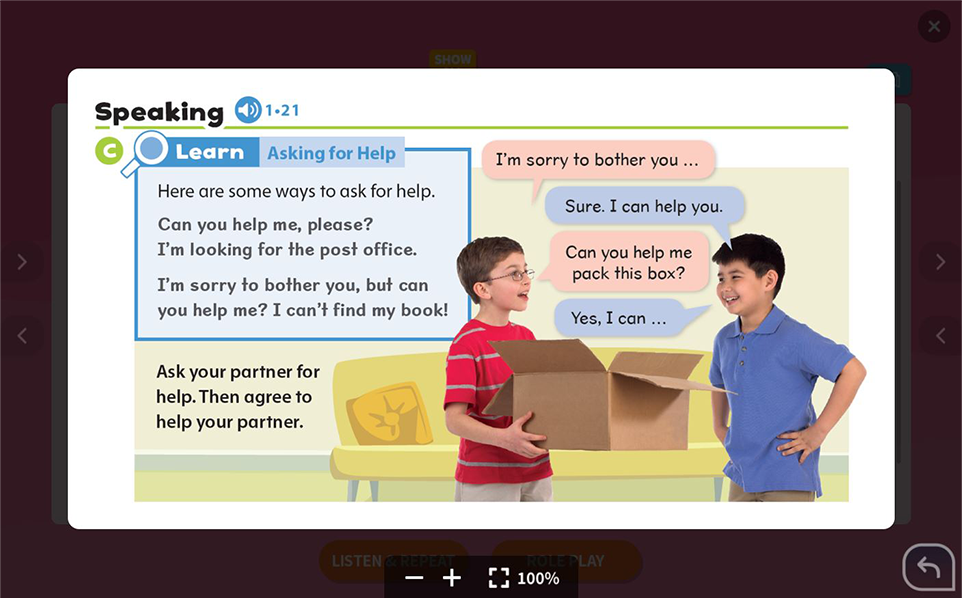 SHOW
Speaking 1•21
C Learn Asking for Help
Here are some ways to ask for help.
Can you help me, please?
I'm looking for the post office.
I'm sorry to bother you, but can
you help me? I can't find my book!
Ask your partner for
help. Then agree to
help your partner.
I'm sorry to bother you ...
Sure. I can help you.
Can you help me
pack this box?
Yes, I can ...
LISTEN & REPEAT
ROLE PLAY
100%